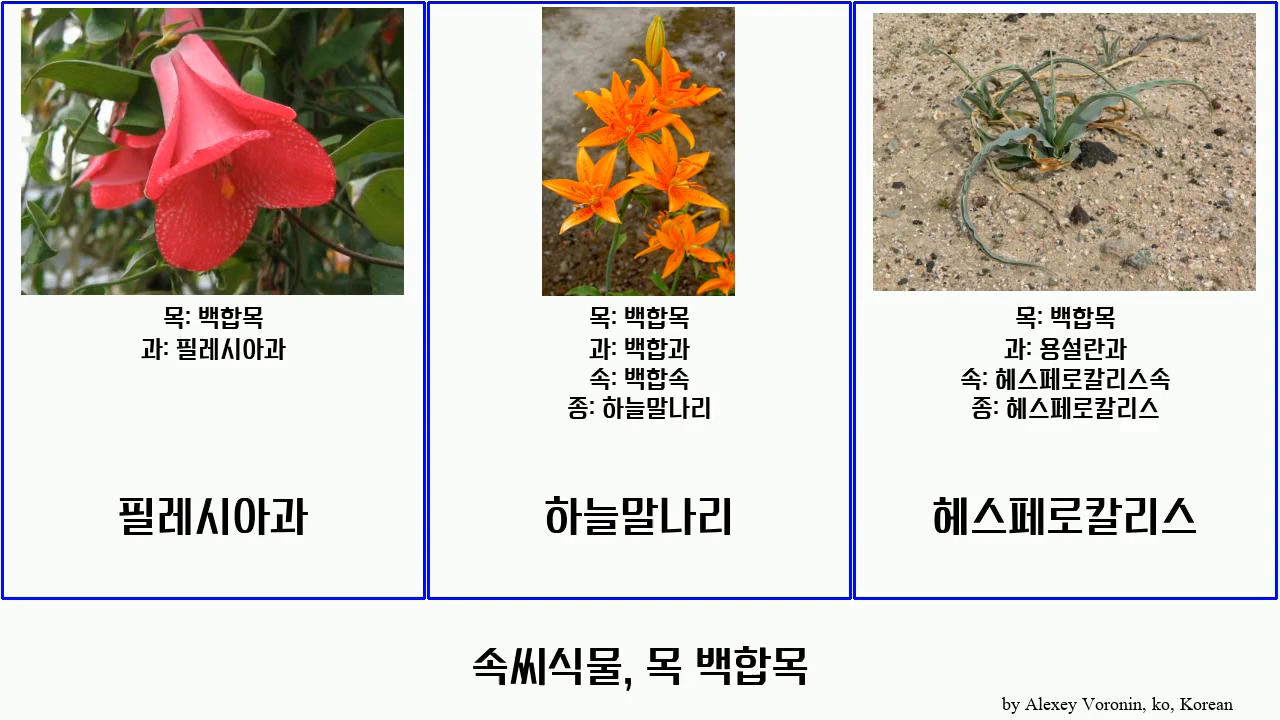 목: 백합목
과: 필레시아과
필레시아과
목: 백합목
과: 백합과
속: 백합속
종: 하늘말나리
하늘말나리
목: 백합목
과: 용설란과
속: 헤스페로칼리스속
종: 헤스페로칼리스
헤스페로칼리스
속씨식물, 목 백합목
by Alexey Voronin, ko, Korean